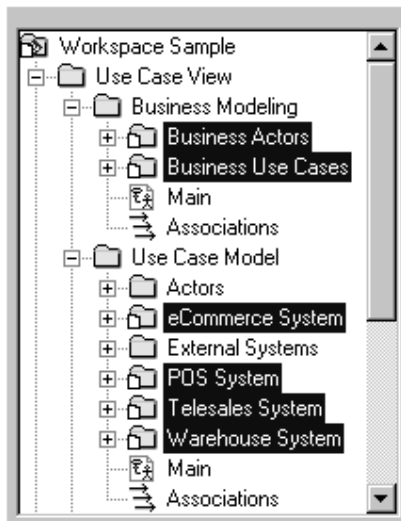 Workspace Sample
Use Case View
Business Modeling
Business Actors
Business Use Cases
Main
Associations
Use Case Model
Actors
eCommerce System
External Systems
POS System
Telesales System
Warehouse System
Main
Associations